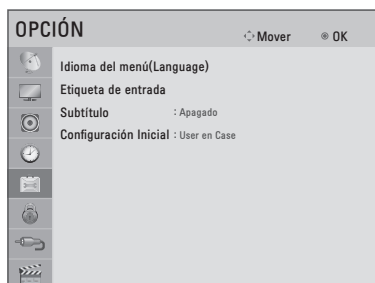 OPCIÓN
Mover OK
Idioma del menú(Language)
Etiqueta de entrada
Subtítulo : Apagado
Configuración Inicial : User en Case